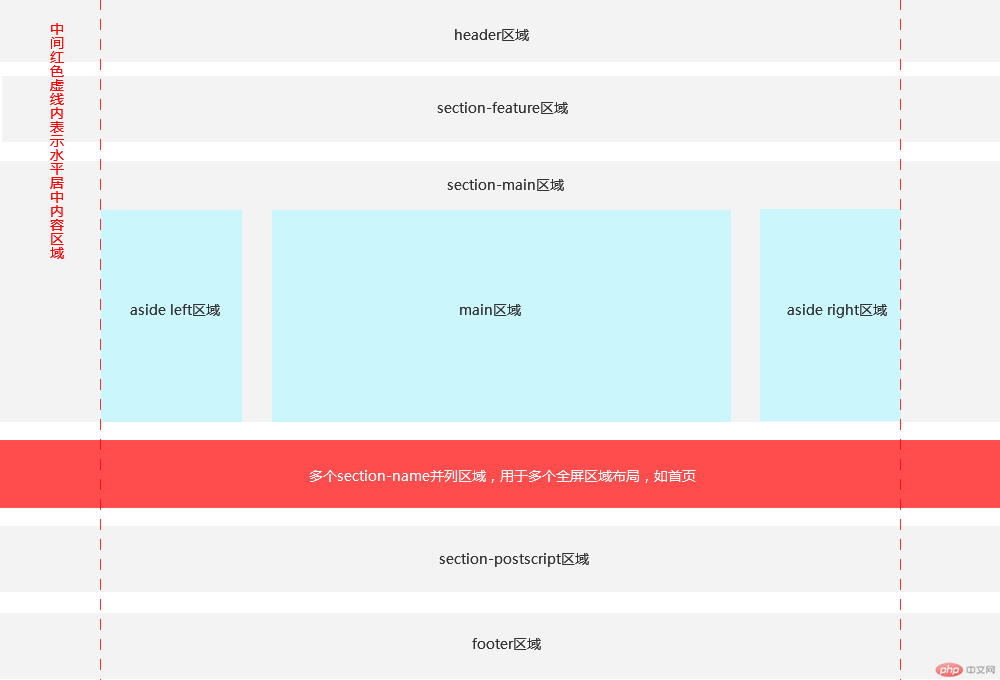 header区域
中间红色虚线内表示水平居中内容区域
section-feature区域
section-main区域
aside left区域
main区域
aside right区域
多个section-name并列区域，用于多个全屏区域布局，如首页
section-postscript区域
footer区域
php 中文网